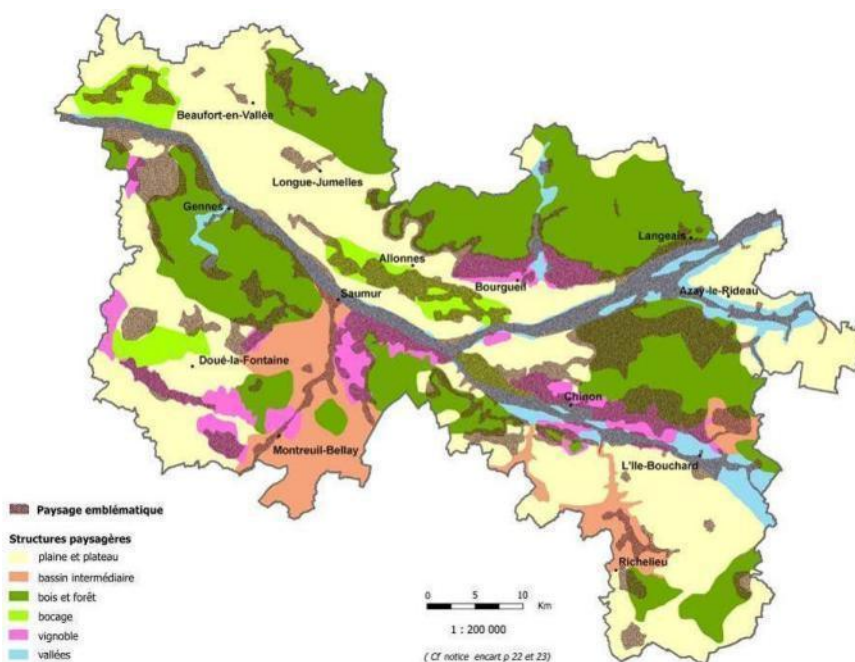 Beaufort-en-Vallée
Longue-Jumelles
Gennes
Langeais
Allonnes
Bourgueil
Azay-le-Rideau
Saumur
Doué-la-Fontaine
Chinon
Montreuil-Bellay
L'Ile-Bouchard
Richelieu
Paysage emblématique
Structures paysagères
plaine et plateau
bassin intermédiaire
bois et forêt
bocage
vignoble
vallées
0 5 10
Km
1 : 200 000
( Cf notice encart p 22 et 23)